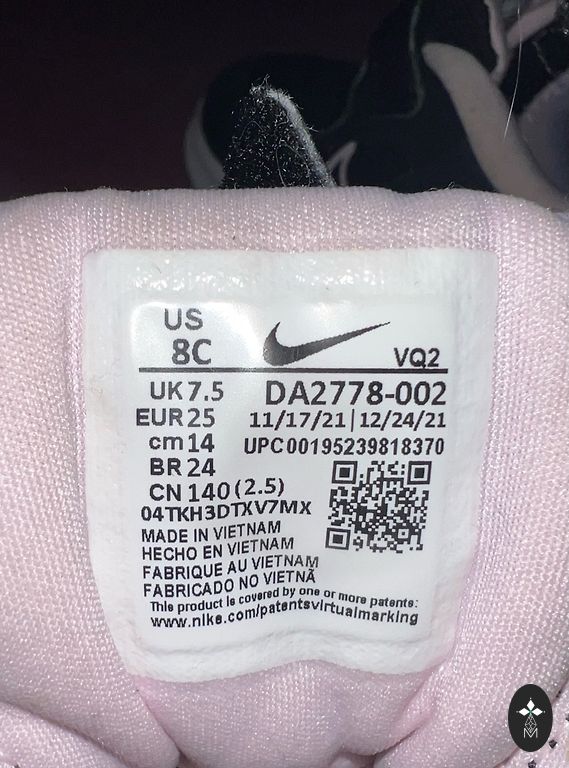 US
8C
VQ2
UK 7.5 DA2778-002
EUR 25 11/17/21|12/24/21
cm 14 UPC00195239818370
BR 24
CN 140 (2.5)
04TKH3DTXV7MX
MADE IN VIETNAM
HECHO EN VIETNAM
FABRIQUE AU VIETNAM
FABRICADO NO VIETNÃ
This product is covered by one or more patents:
www.nike.com/patentsvirtualmarking
M